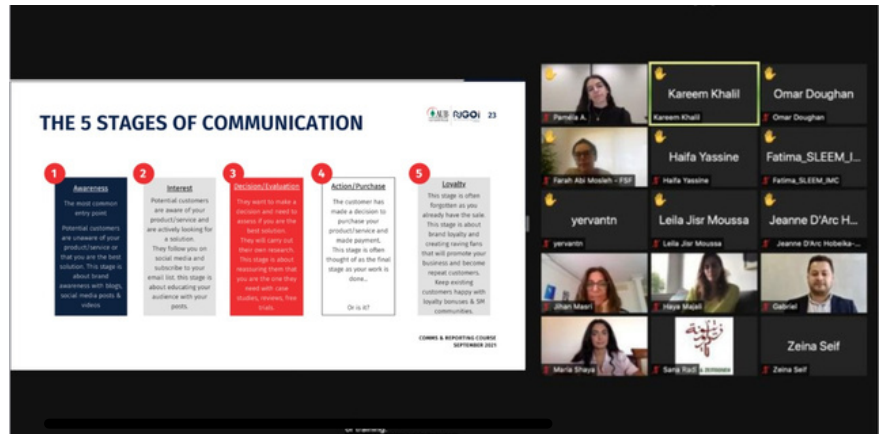 THE 5 STAGES OF COMMUNICATION
AUB
NGOi
23
1
Awareness
The most common
entry point
Potential customers
are unaware of your
product/service or
that you are the best
solution. This stage is
about brand
awareness with blogs,
social media posts &
videos
2
Interest
Potential customers
are aware of your
product/service and
are actively looking for
a solution.
They follow you on
social media and
subscribe to your
email list, this stage is
about educating your
audience with your
posts.
3
Decision/Evaluation
They want to make a
decision and need to
assess if you are the
best solution.
They will carry out
their own research.
This stage is about
reassuring them that
you are the one they
need with case
studies, reviews, free
trials
4
Action/Purchase
The customer has
made a decision to
purchase your
product/service and
made payment.
This stage is often
thought of as the final
stage as your work is
done...
Or is it?
5
Loyalty
This stage is often
forgotten as you
already have the sale.
This stage is about
brand loyalty and
creating raving fans
that will promote your
business and become
repeat customers.
Keep existing
customers happy with
loyalty bonuses & SM
communities.
COMMS & REPORTING COURSE
SEPTEMBER 2021
Pamela A.
Kareem Khalil
Kareem Khalil
Omar Doughan
Omar Doughan
Farah Abi Mosleh - FSF
Haifa Yassine
Haifa Yassine
Fatima_SLEEM_I...
Fatima_SLEEM_IMC
yervantn
yervantn
Leila Jisr Moussa
Leila Jisr Moussa
Jeanne D'Arc H...
Jeanne D'Arc Hobeika-...
Jihan Masri
Haya Majali
Gabriel
Maria Shaya
Sana Radi
Zeina Seif
Zeina Seif
of training.